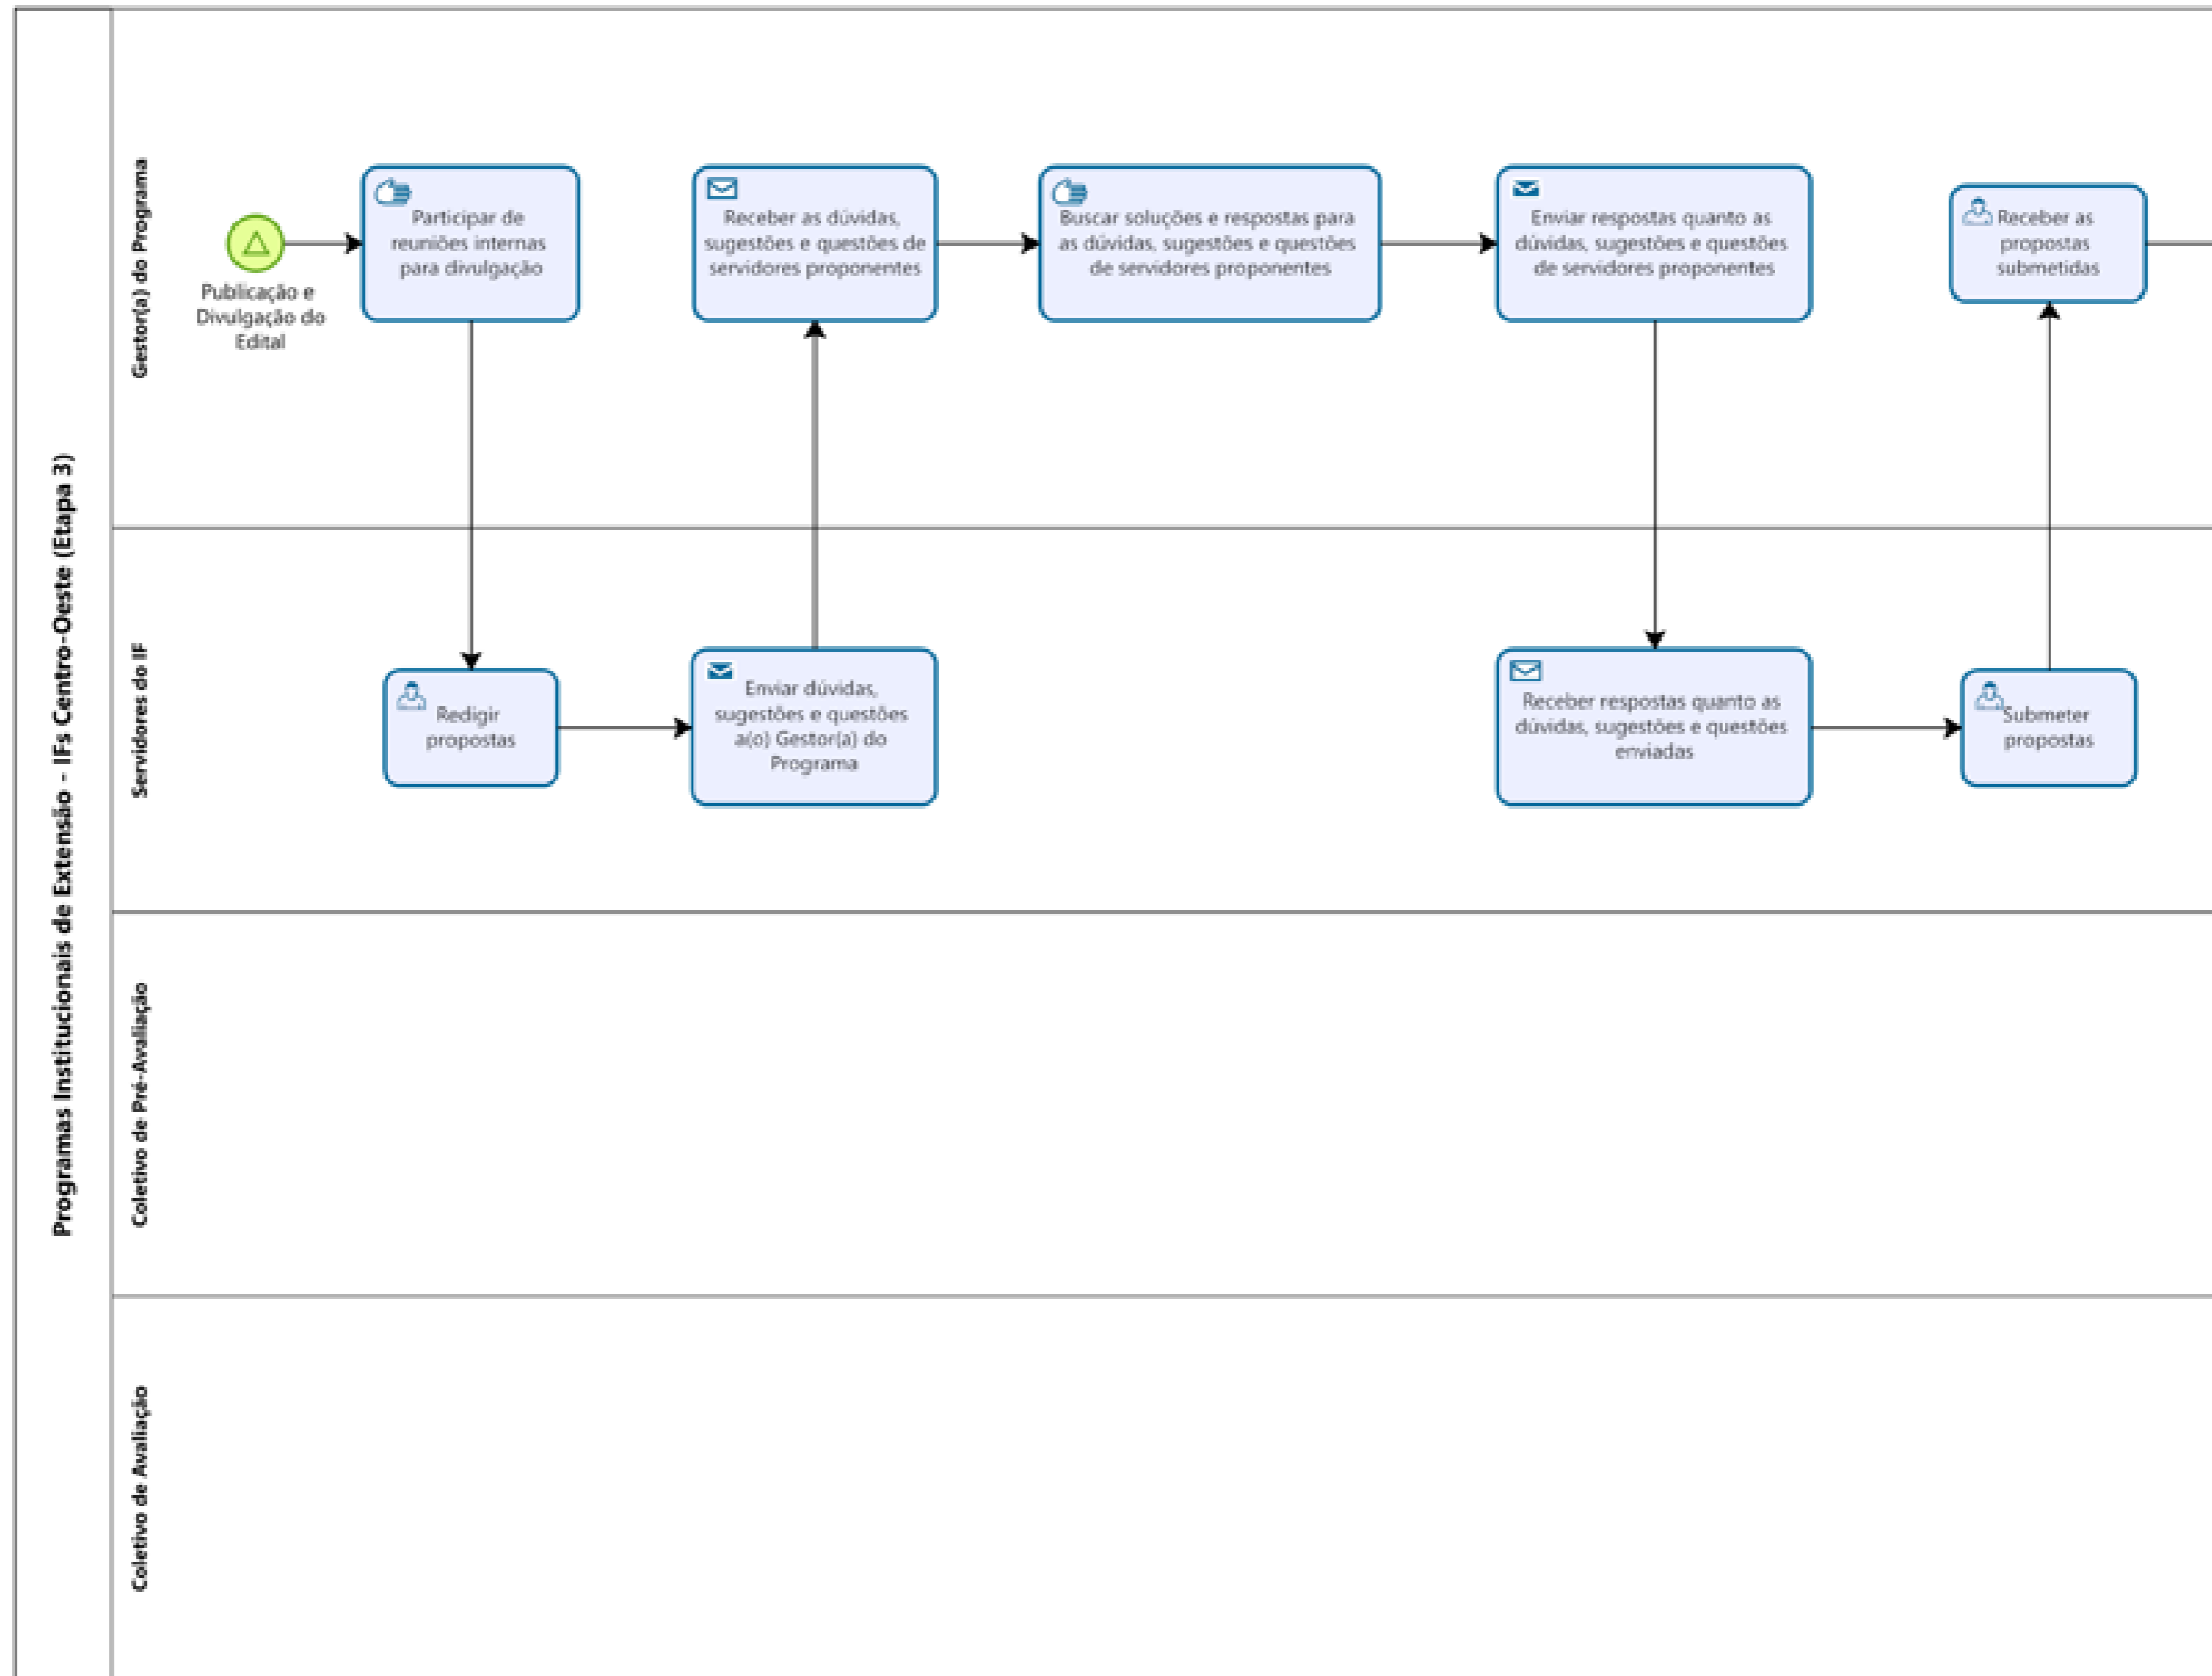 Programas Institucionais de Extensão - IFs Centro-Oeste (Etapa 3)
Gestor(a) do Programa
Publicação e
Divulgação do
Edital
Participar de
reuniões internas
para divulgação
Receber as dúvidas,
sugestões e questões de
servidores proponentes
Buscar soluções e respostas para
as dúvidas, sugestões e questões
de servidores proponentes
Enviar respostas quanto as
dúvidas, sugestões e questões
de servidores proponentes
Receber as
propostas
submetidas
Servidores do IF
Redigir
propostas
Enviar dúvidas,
sugestões e questões
a(o) Gestor(a) do
Programa
Receber respostas quanto as
dúvidas, sugestões e questões
enviadas
Submeter
propostas
Coletivo de Pré-Avaliação
Coletivo de Avaliação